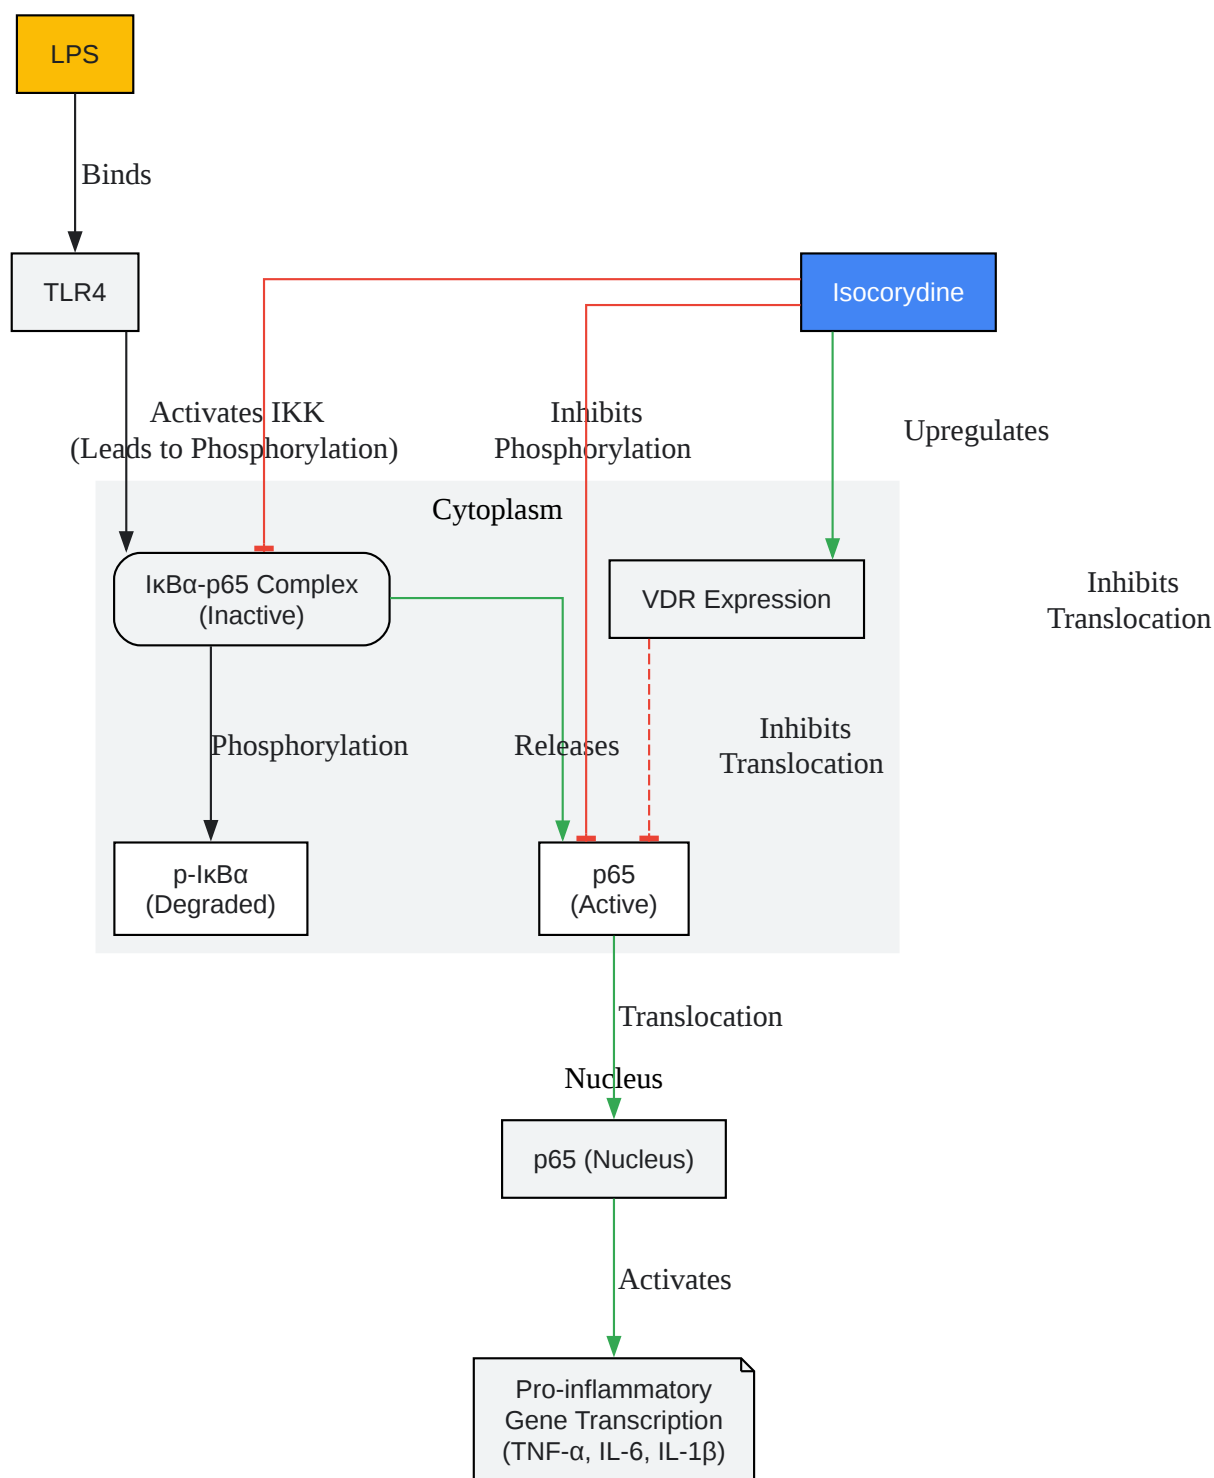 LPS
Binds
TLR4
Isocorydine
Activates IKK
(Leads to Phosphorylation)
Inhibits
Phosphorylation
Upregulates
Cytoplasm
IκBα-p65 Complex
(Inactive)
VDR Expression
Inhibits
Translocation
Phosphorylation
Releases
Inhibits
Translocation
p-IκBα
(Degraded)
p65
(Active)
Translocation
Nucleus
p65 (Nucleus)
Activates
Pro-inflammatory
Gene Transcription
(TNF-α, IL-6, IL-1β)